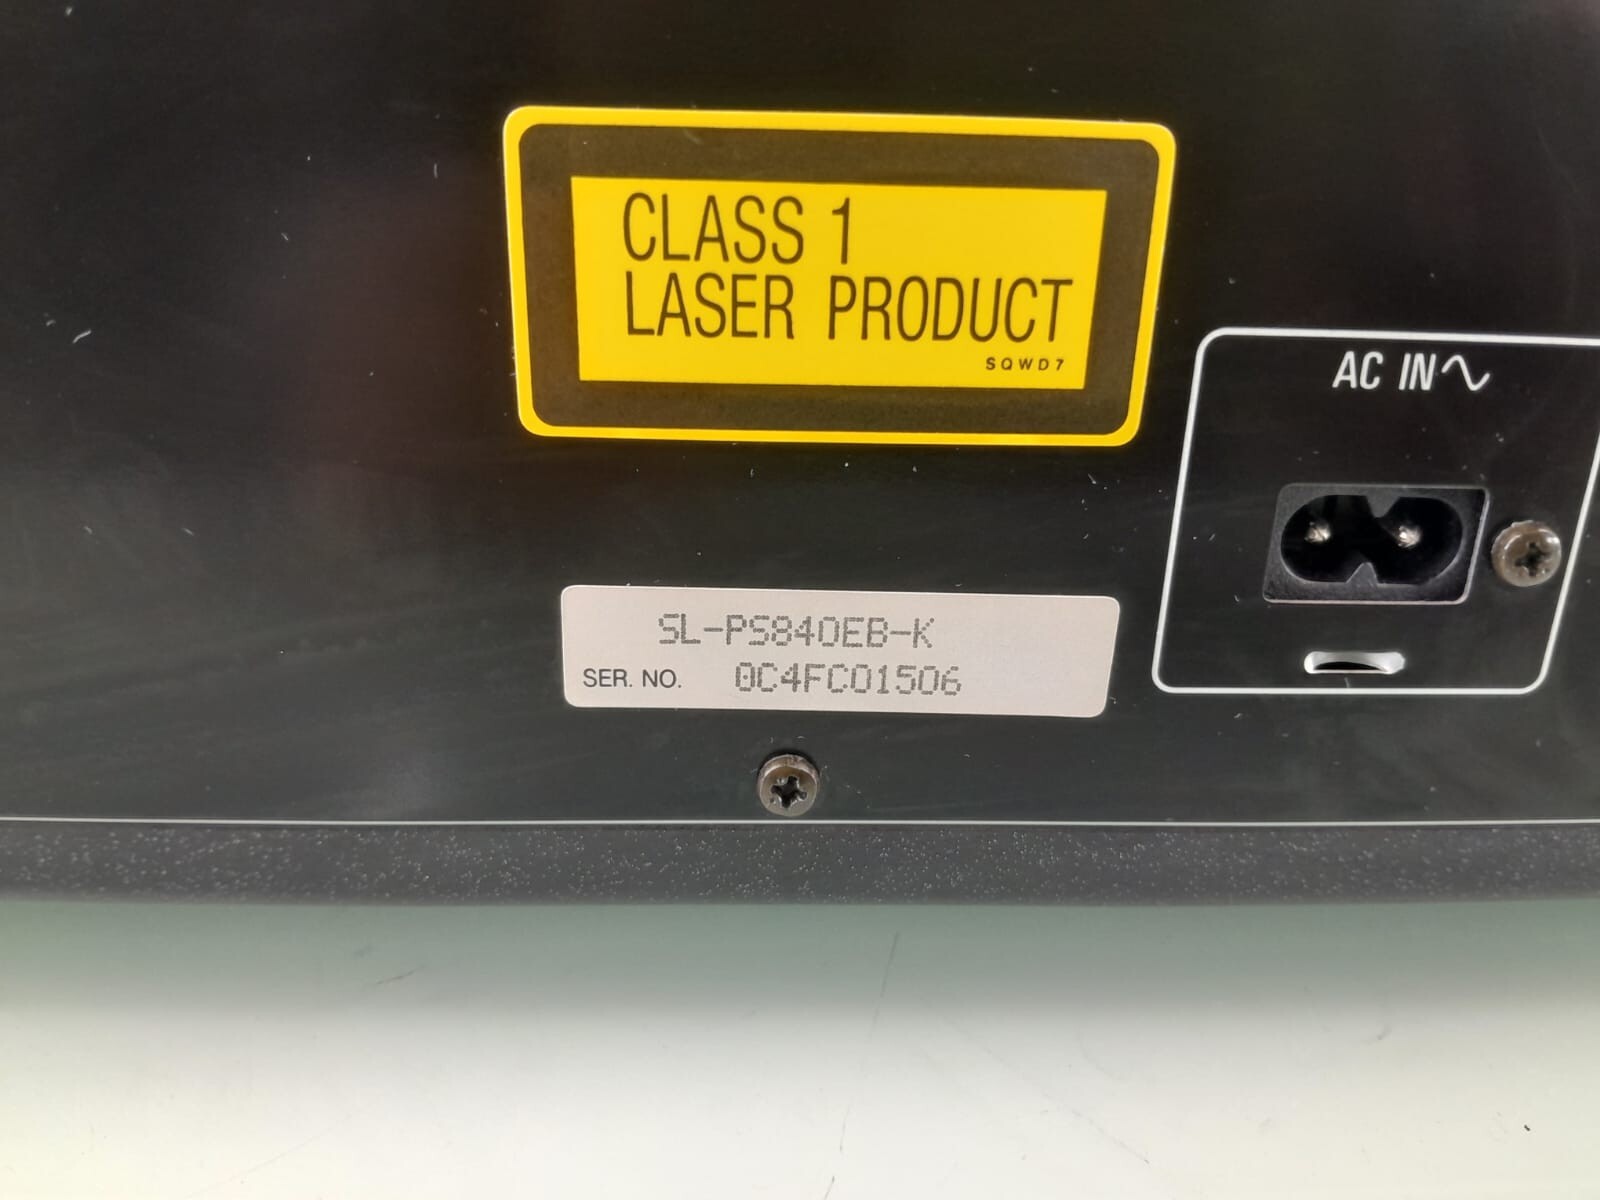 CLASS 1
LASER PRODUCT
SQWD7
AC IN
SL-PS840EB-K
SER. NO. 0C4FC01506